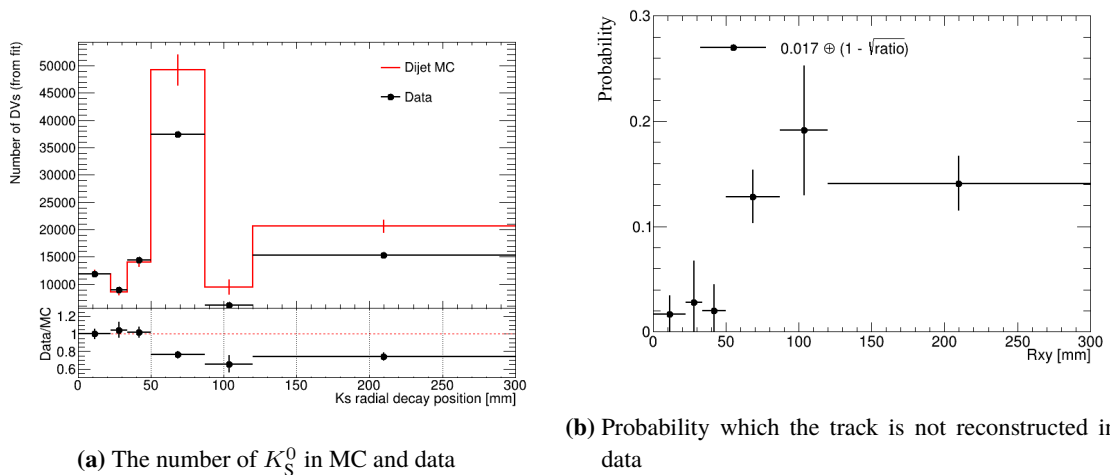 Number of DVs (from fit)
50000
45000
40000
35000
30000
25000
20000
15000
10000
Dijet MC
Data
Data/MC
1.2
1
0.8
0.6
0 50 100 150 200 250 300
Ks radial decay position [mm]
(a) The number of K_S^0 in MC and data
Probability
0.3
0.2
0.1
0
0.017 ⊕ (1 - √ratio)
0 50 100 150 200 250 300
Rxy [mm]
(b) Probability which the track is not reconstructed in
data